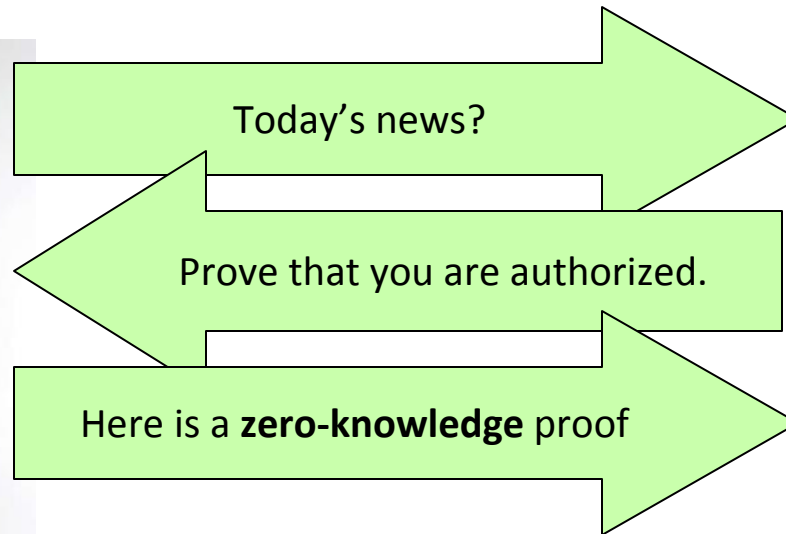 Today’s news?
Prove that you are authorized.
Here is a zero-knowledge proof